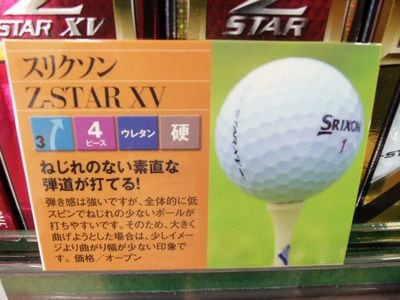 STAR XV
Z
STAR
スリクソン
Z-STAR XV
3
4
ピース
ウレタン
硬
ねじれのない素直な
弾道が打てる!
弾き感は強いですが、全体的に低
スピンでねじれの少ないボールが
打ちやすいです。そのため、大きく
曲げようとした場合は、少しイメー
ジより曲がり幅が少ない印象で
す。価格/オープン
SRIXON
1